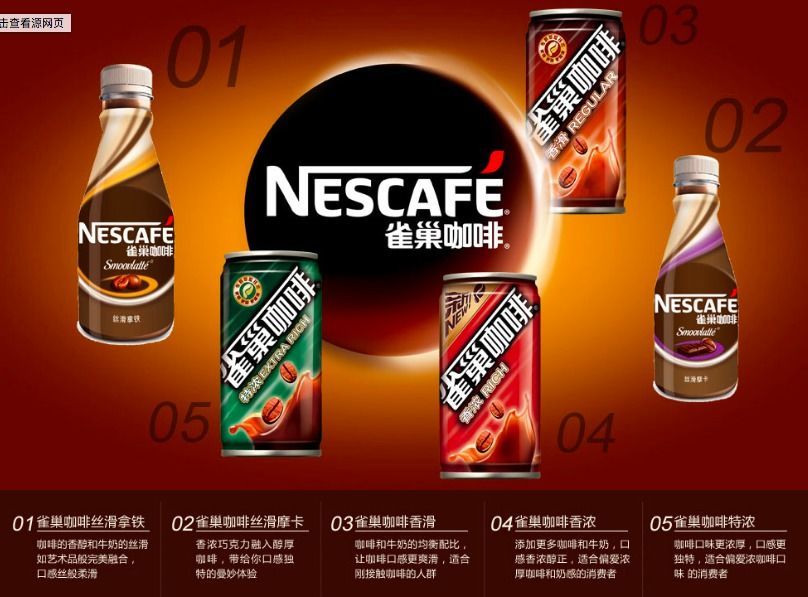 击查看源网页
01
02
03
04
05
NESCAFÉ
雀巢咖啡
NESCAFÉ
雀巢咖啡
Smoovlatté
丝滑拿铁
雀巢咖啡
香滑 REGULAR
NESCAFÉ
雀巢咖啡
Smoovlatté
丝滑摩卡
雀巢咖啡
特浓 EXTRA RICH
NEW!
雀巢咖啡
香浓 RICH
01 雀巢咖啡丝滑拿铁
咖啡的香醇和牛奶的丝滑
如艺术品般完美融合，
口感丝般柔滑
02 雀巢咖啡丝滑摩卡
香浓巧克力融入醇厚
咖啡，带给你口感独
特的曼妙体验
03 雀巢咖啡香滑
咖啡和牛奶的均衡配比，
让咖啡口感更爽滑，适合
刚接触咖啡的人群
04 雀巢咖啡香浓
添加更多咖啡和牛奶，口
感香浓醇正，适合偏爱浓
厚咖啡和奶感的消费者
05 雀巢咖啡特浓
咖啡口味更浓厚，口感更
独特，适合偏爱浓咖啡口
味 的消费者